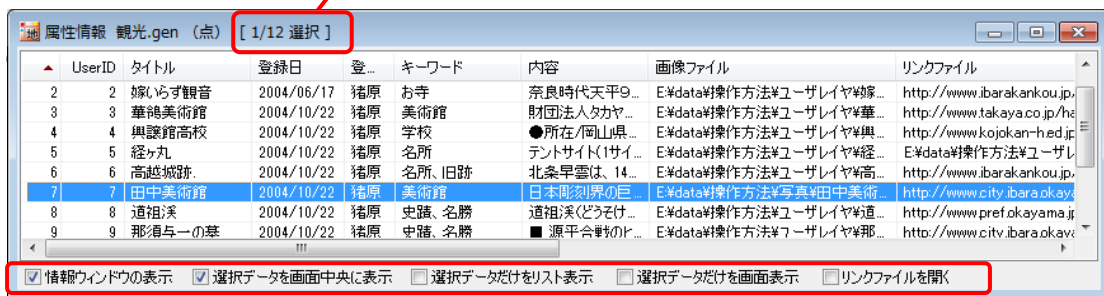 属性情報 観光.gen （点） [ 1/12 選択 ]
▲ UserID タイトル 登録日 登... キーワード 内容 画像ファイル リンクファイル
2 2 嫁いらず観音 2004/06/17 猪原 お寺 奈良時代天平9... E:¥data¥操作方法¥ユーザレイヤ¥嫁... http://www.ibarakankou.jp,
3 3 華鴒美術館 2004/10/22 猪原 美術館 財団法人タカヤ... E:¥data¥操作方法¥ユーザレイヤ¥華... http://www.takaya.co.jp/ha
4 4 興譲館高校 2004/10/22 猪原 学校 ●所在/岡山県... E:¥data¥操作方法¥ユーザレイヤ¥興... http://www.kojokan-h.ed.jp
5 5 経ヶ丸 2004/10/22 猪原 名所 テントサイト(1サイ... E:¥data¥操作方法¥ユーザレイヤ¥経... E:¥data¥操作方法¥ユーザレ
6 6 高越城跡. 2004/10/22 猪原 名所、旧跡 北条早雲は、14... E:¥data¥操作方法¥ユーザレイヤ¥高... http://www.ibarakankou.jp,
7 7 田中美術館 2004/10/22 猪原 美術館 日本彫刻界の巨... E:¥data¥操作方法¥写真¥田中美術... http://www.city.ibara.okaya
8 8 道祖渓 2004/10/22 猪原 史蹟、名勝 道祖渓(どうそけ... E:¥data¥操作方法¥ユーザレイヤ¥道... http://www.pref.okayama.jp
9 9 那須与一の墓 2004/10/22 猪原 史蹟、名勝 ■ 源平合戦のヒ... E:¥data¥操作方法¥ユーザレイヤ¥那... http://www.city.ibara.okaya
情報ウィンドウの表示 選択データを画面中央に表示 選択データだけをリスト表示 選択データだけを画面表示 リンクファイルを開く